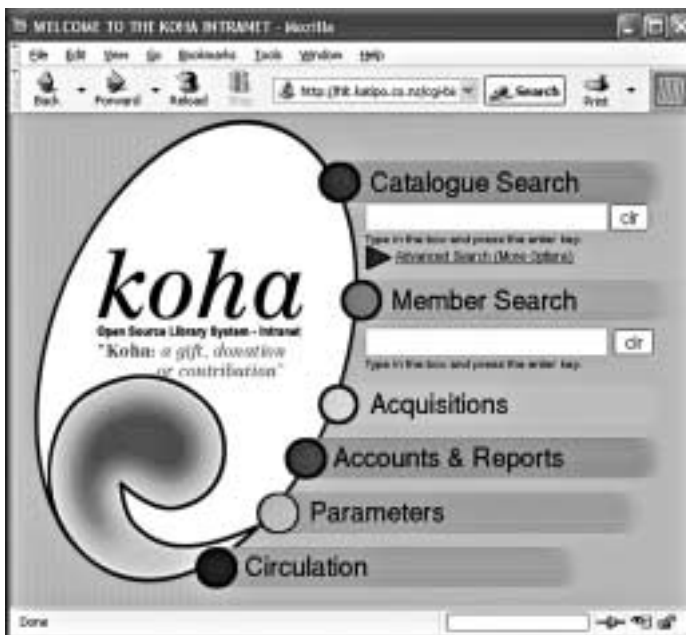 WELCOME TO THE KOHA INTRANET - Mozilla
File Edit View Go Bookmarks Tools Window Help
Back Forward Reload Stop Search Print
Catalogue Search
clr
Type in the box and press the enter key.
Advanced Search (More Options)
koha
Open Source Library System - Intranet
"Koha: a gift, donation
or contribution"
Member Search
clr
Type in the box and press the enter key.
Acquisitions
Accounts & Reports
Parameters
Circulation
Done